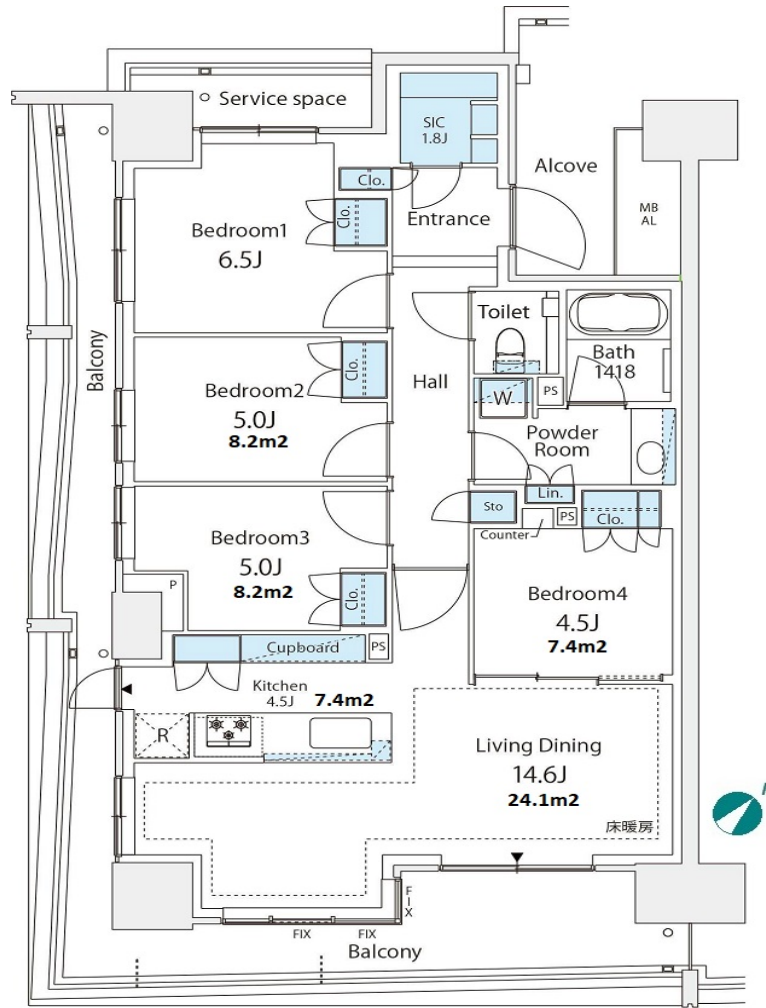 Service space
SIC
1.8J
Alcove
MB
AL
Clo.
Clo.
Entrance
Bedroom1
6.5J
Toilet
Bath
1418
Balcony
Hall
Clo.
Bedroom2
5.0J
8.2m2
W
PS
Powder
Room
Lin.
Sto
PS
Clo.
Counter
Bedroom3
5.0J
8.2m2
Clo.
P
Bedroom4
4.5J
7.4m2
Cupboard
PS
Kitchen
4.5J
7.4m2
R
Living Dining
14.6J
24.1m2
床暖房
FIX
FIX
FIX
Balcony